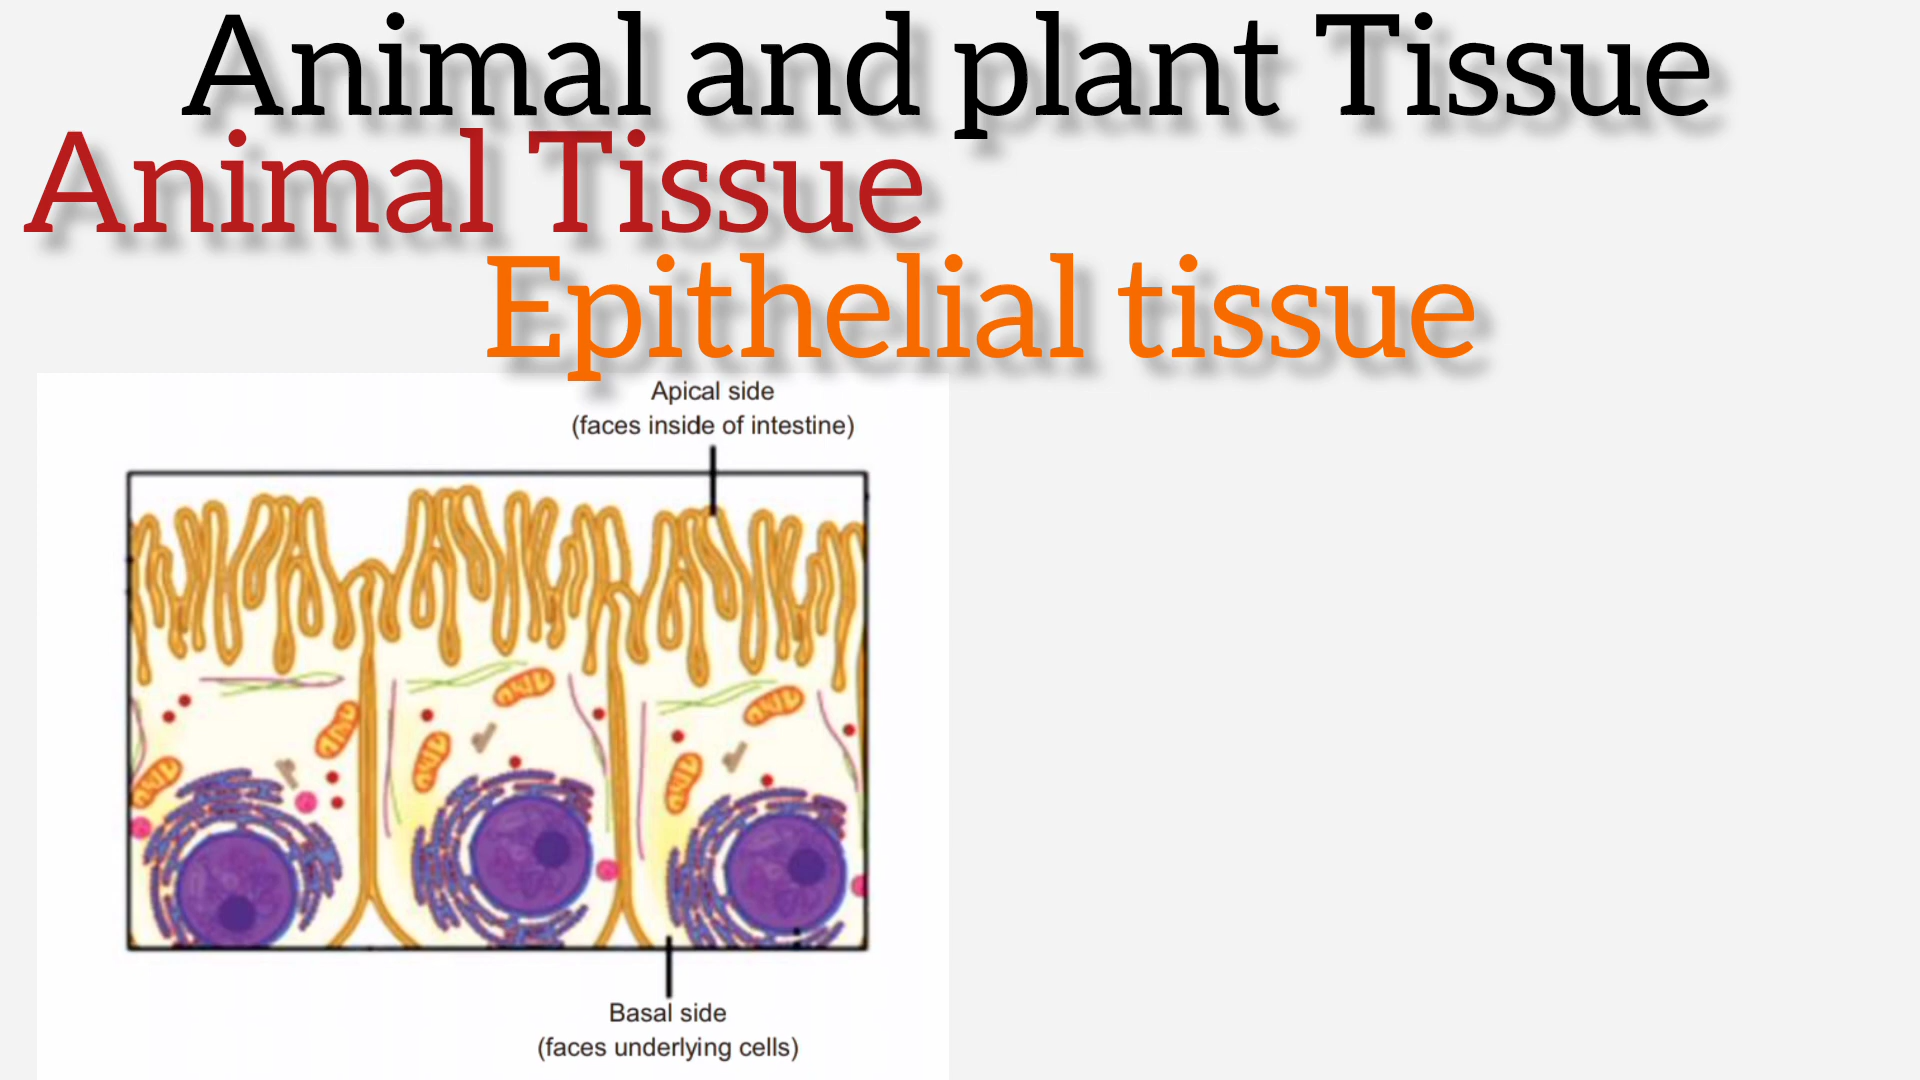 Animal and plant Tissue
Animal Tissue
Epithelial tissue
Apical side
(faces inside of intestine)
Basal side
(faces underlying cells)